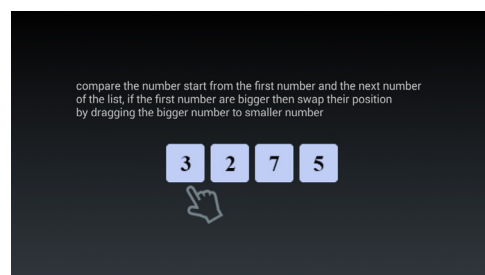 compare the number start from the first number and the next number
of the list, if the first number are bigger then swap their position
by dragging the bigger number to smaller number
3 2 7 5